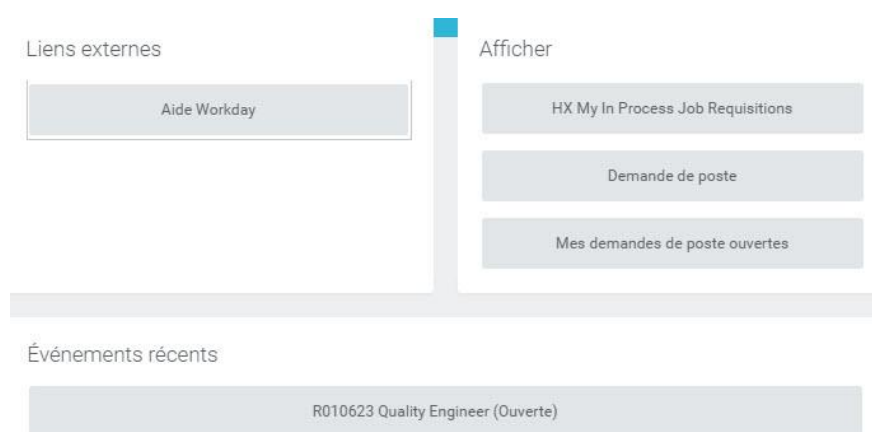 Liens externes
Aide Workday
Afficher
HX My In Process Job Requisitions
Demande de poste
Mes demandes de poste ouvertes
Événements récents
R010623 Quality Engineer (Ouverte)